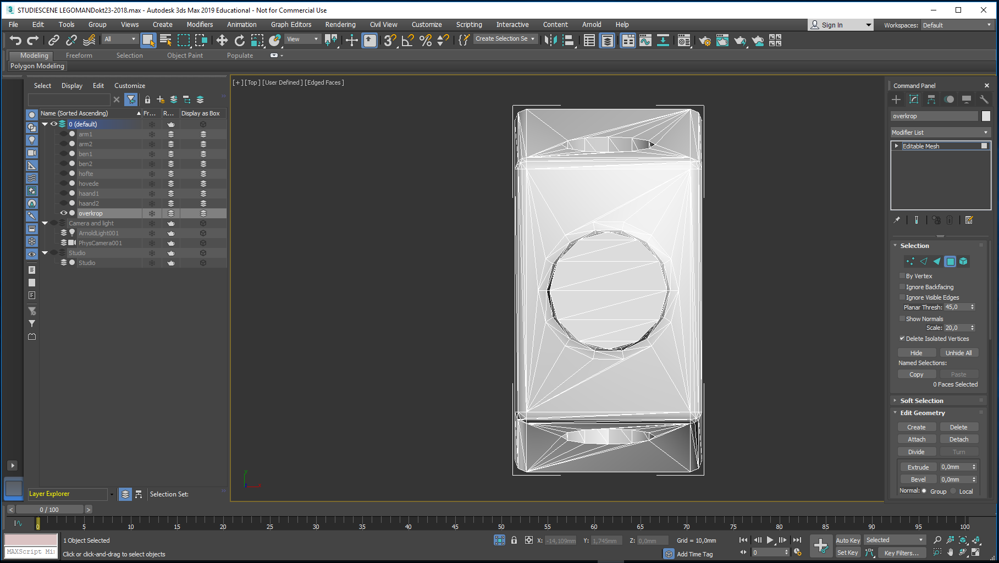 STUDIESCENE LEGOMANDokt23-2018.max - Autodesk 3ds Max 2019 Educational - Not for Commercial Use
File Edit Tools Group Views Create Modifiers Animation Graph Editors Rendering Civil View Customize Scripting Interactive Content Arnold Help
Sign In Workspaces: Default
All View Create Selection Se
Modeling Freeform Selection Object Paint Populate
Polygon Modeling
Select Display Edit Customize
Name (Sorted Ascending) Fr... R... Display as Box
0 (default)
arm1
arm2
ben1
ben2
hofte
hovede
haand1
haand2
overkrop
Camera and light
ArnoldLight001
PhysCamera001
Studio
Studio
Layer Explorer Selection Set:
[+] [Top ] [User Defined ] [Edged Faces ]
y
z x
Command Panel
overkrop
Modifier List
Editable Mesh
Selection
By Vertex
Ignore Backfacing
Ignore Visible Edges
Planar Thresh: 45,0
Show Normals
Scale: 20,0
Delete Isolated Vertices
Hide Unhide All
Named Selections:
Copy Paste
0 Faces Selected
Soft Selection
Edit Geometry
Create Delete
Attach Detach
Divide Turn
Extrude 0,0mm
Bevel 0,0mm
Normal: Group Local
< 0 / 100 >
0 5 10 15 20 25 30 35 40 45 50 55 60 65 70 75 80 85 90 95 100
1 Object Selected
X: -14,109mm Y: 1,745mm Z: 0,0mm Grid = 10,0mm
Auto Key Selected
MAXScript Mi
Click or click-and-drag to select objects
Add Time Tag
0
Set Key Key Filters...